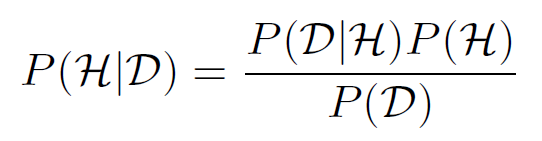 P(ℋ|𝒟) = P(𝒟|ℋ)P(ℋ) / P(𝒟)